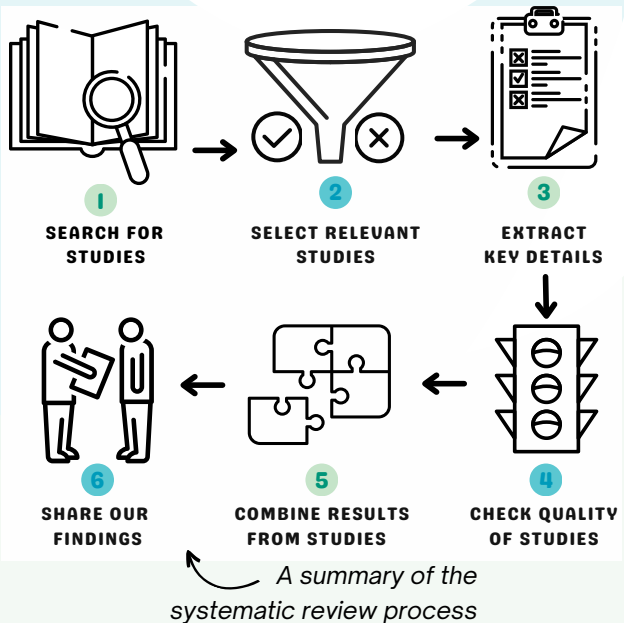 1
SEARCH FOR
STUDIES
2
SELECT RELEVANT
STUDIES
3
EXTRACT
KEY DETAILS
4
CHECK QUALITY
OF STUDIES
5
COMBINE RESULTS
FROM STUDIES
6
SHARE OUR
FINDINGS
A summary of the
systematic review process